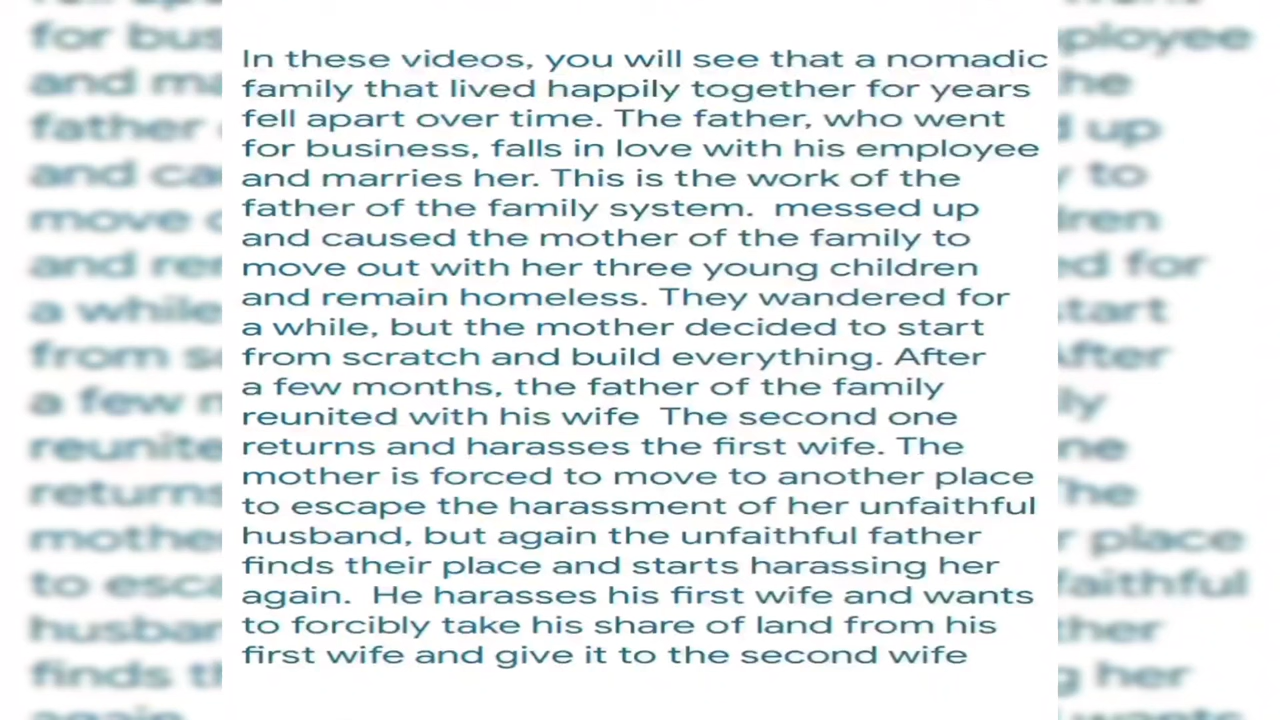 In these videos, you will see that a nomadic
family that lived happily together for years
fell apart over time. The father, who went
for business, falls in love with his employee
and marries her. This is the work of the
father of the family system.  messed up
and caused the mother of the family to
move out with her three young children
and remain homeless. They wandered for
a while, but the mother decided to start
from scratch and build everything. After
a few months, the father of the family
reunited with his wife  The second one
returns and harasses the first wife. The
mother is forced to move to another place
to escape the harassment of her unfaithful
husband, but again the unfaithful father
finds their place and starts harassing her
again.  He harasses his first wife and wants
to forcibly take his share of land from his
first wife and give it to the second wife